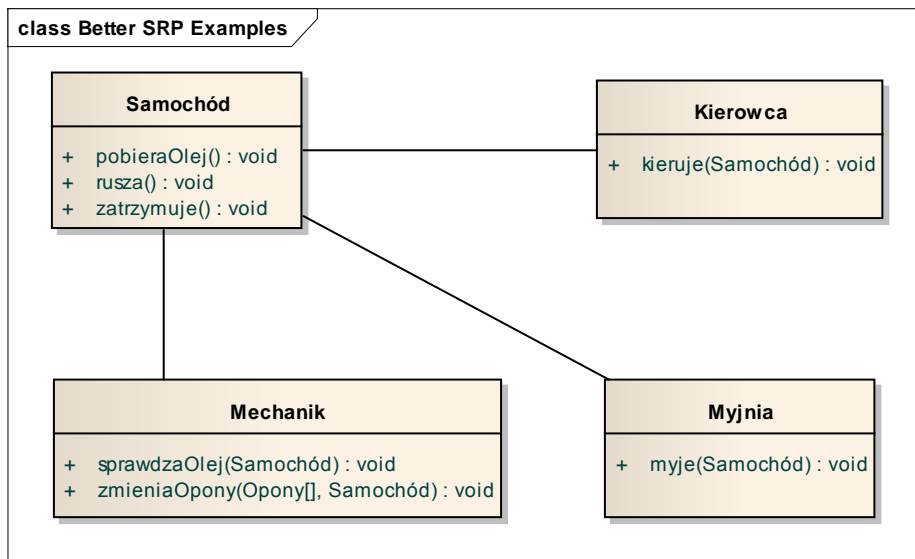 class Better SRP Examples
Samochód
+ pobieraOlej() : void
+ rusza() : void
+ zatrzymuje() : void
Kierowca
+ kieruje(Samochód) : void
Mechanik
+ sprawdzaOlej(Samochód) : void
+ zmieniaOpony(Opony[], Samochód) : void
Myjnia
+ myje(Samochód) : void